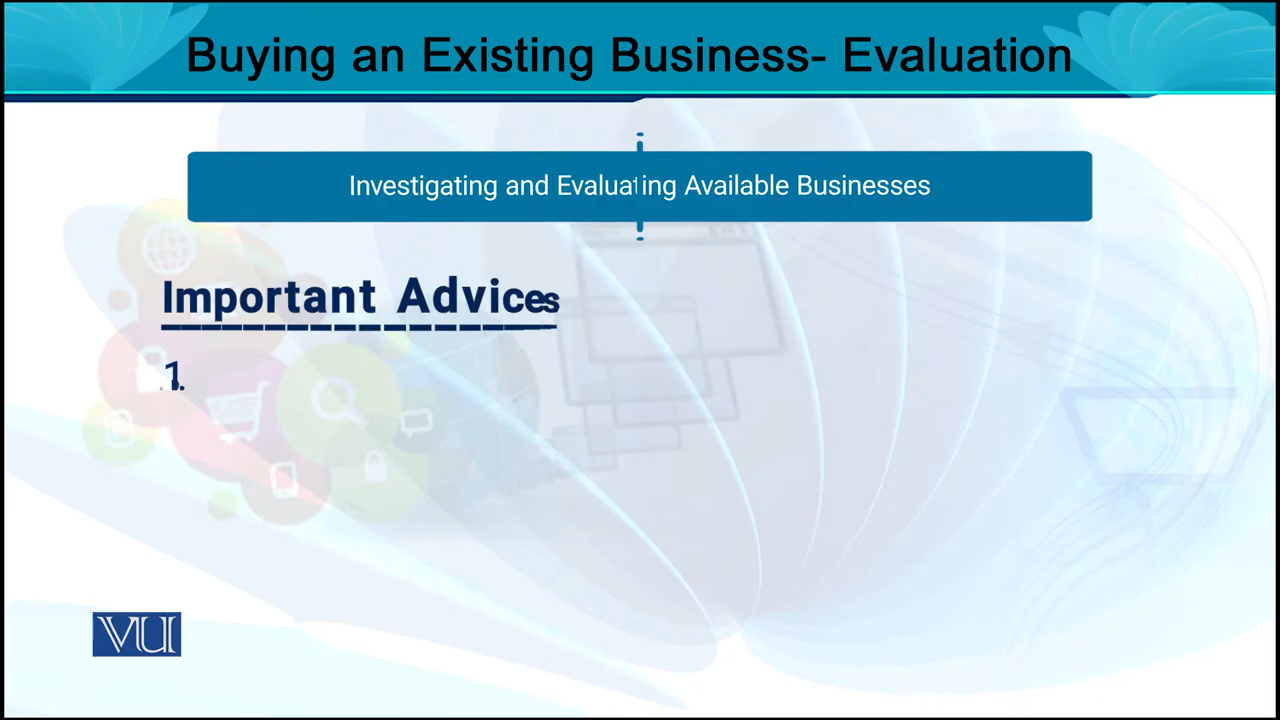 Buying an Existing Business- Evaluation
Investigating and Evaluating Available Businesses
Important Advices
1.
VU